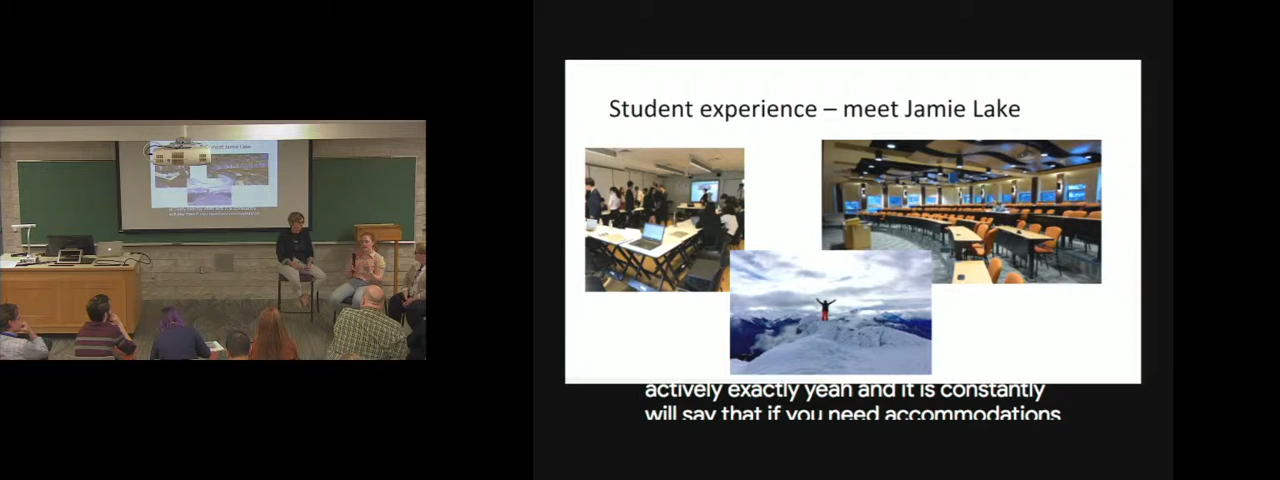 Student experience – meet Jamie Lake
actively exactly yeah and it is constantly
will say that if you need accommodations